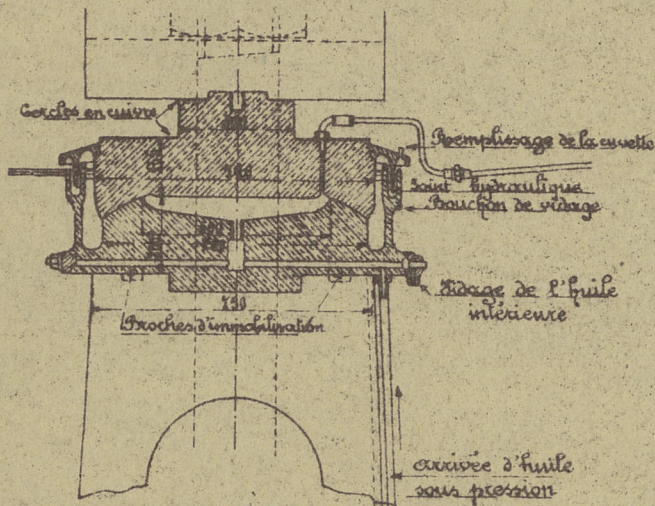 Cercles en cuivre
Remplissage de la cuvette
Joint hydraulique
Bouchon de vidage
Vidage de l'huile
intérieure
750
Broches d'immobilisation
arrivée d'huile
sous pression